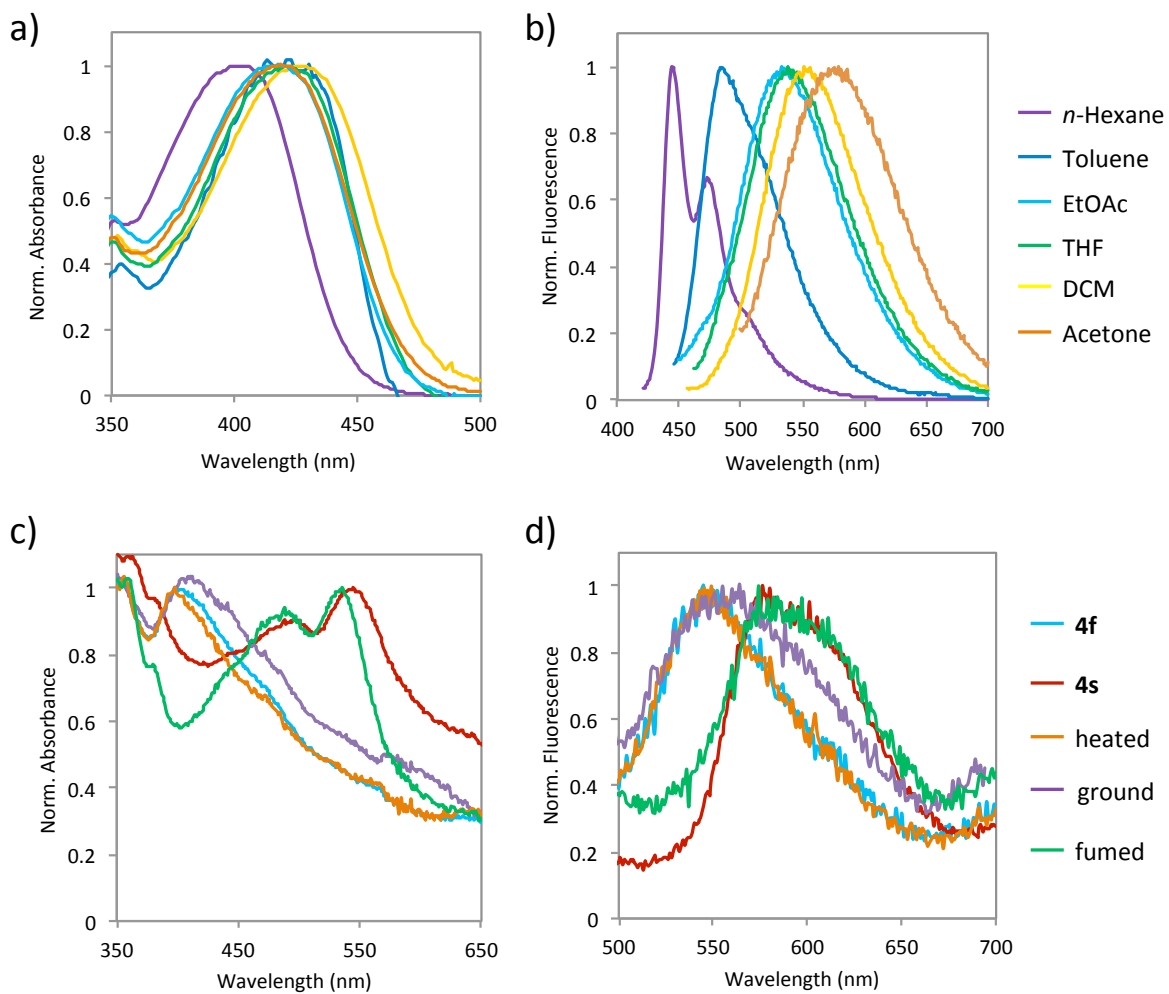 a)
Norm. Absorbance
1
0.8
0.6
0.4
0.2
0
350
400
450
500
Wavelength (nm)
b)
Norm. Fluorescence
1
0.8
0.6
0.4
0.2
0
400
450
500
550
600
650
700
Wavelength (nm)
n-Hexane
Toluene
EtOAc
THF
DCM
Acetone
c)
Norm. Absorbance
1
0.8
0.6
0.4
0.2
0
350
450
550
650
Wavelength (nm)
d)
Norm. Fluorescence
1
0.8
0.6
0.4
0.2
0
500
550
600
650
700
Wavelength (nm)
4f
4s
heated
ground
fumed